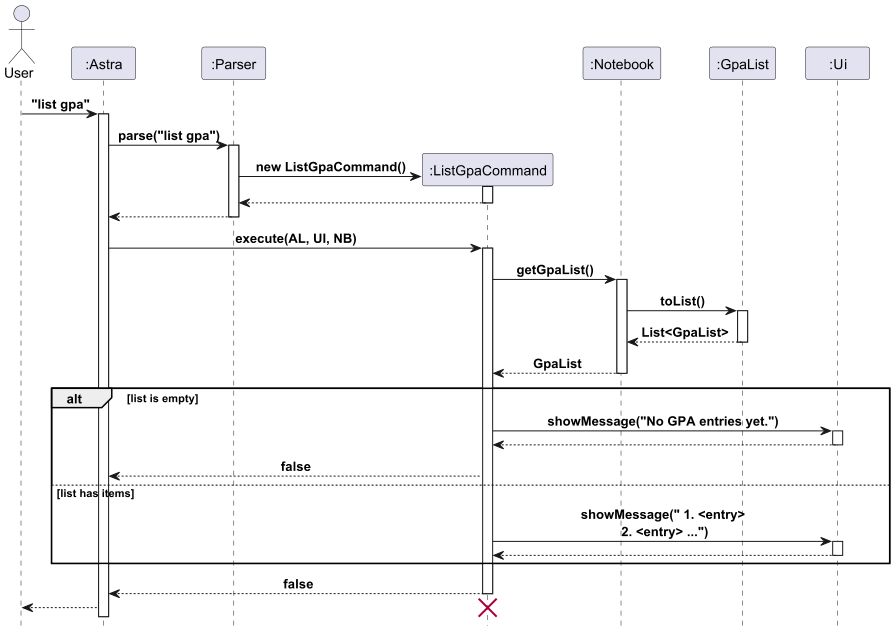 User
:Astra
:Parser
:Notebook
:GpaList
:Ui
"list gpa"
parse("list gpa")
new ListGpaCommand()
:ListGpaCommand
execute(AL, UI, NB)
getGpaList()
toList()
List<GpaList>
GpaList
alt
[list is empty]
showMessage("No GPA entries yet.")
false
[list has items]
showMessage(" 1. <entry>
2. <entry> ...")
false